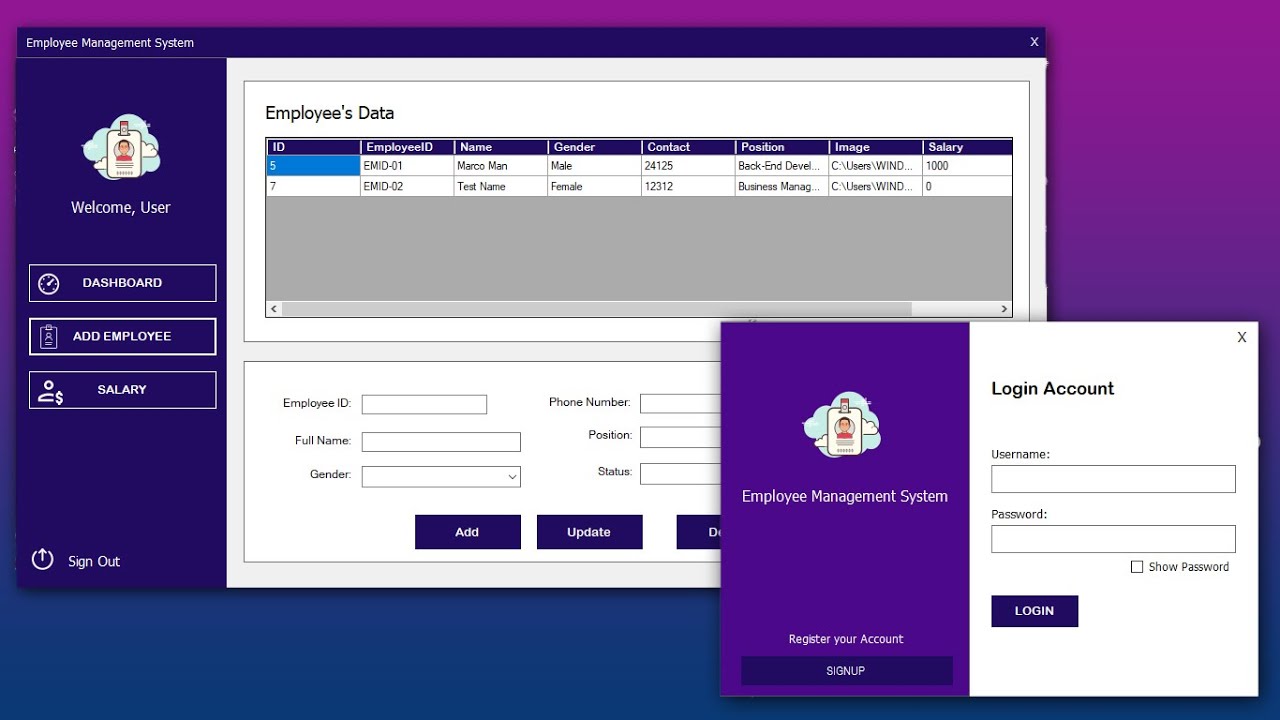 Employee Management System
X
Welcome, User
DASHBOARD
ADD EMPLOYEE
SALARY
Sign Out
Employee's Data
ID EmployeeID Name Gender Contact Position Image Salary
5 EMID-01 Marco Man Male 24125 Back-End Devel... C:\Users\WIND... 1000
7 EMID-02 Test Name Female 12312 Business Manag... C:\Users\WIND... 0
Employee ID:
Full Name:
Gender:
Phone Number:
Position:
Status:
Add
Update
X
Employee Management System
Register your Account
SIGNUP
Login Account
Username:
Password:
Show Password
LOGIN